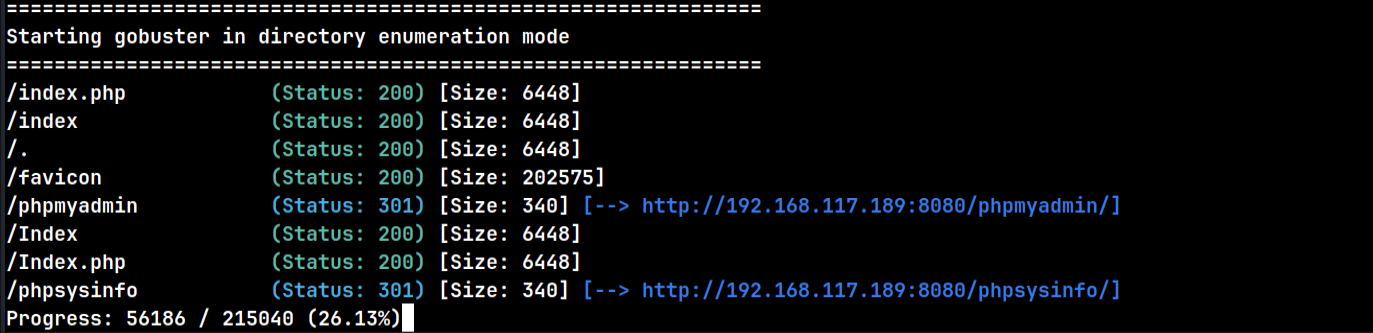 ===============================================================
Starting gobuster in directory enumeration mode
===============================================================
/index.php            (Status: 200) [Size: 6448]
/index                (Status: 200) [Size: 6448]
/.                    (Status: 200) [Size: 6448]
/favicon              (Status: 200) [Size: 202575]
/phpmyadmin           (Status: 301) [Size: 340] [--> http://192.168.117.189:8080/phpmyadmin/]
/Index                (Status: 200) [Size: 6448]
/Index.php            (Status: 200) [Size: 6448]
/phpsysinfo           (Status: 301) [Size: 340] [--> http://192.168.117.189:8080/phpsysinfo/]
Progress: 56186 / 215040 (26.13%)